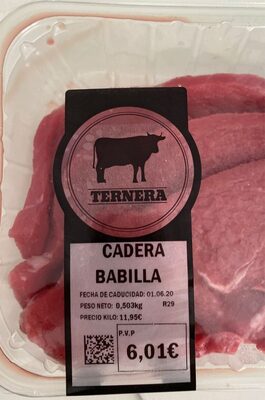 TERNERA
CADERA
BABILLA
FECHA DE CADUCIDAD: 01.06.20
PESO NETO: 0,503kg R29
PRECIO KILO: 11,95€
P.V.P
6,01€